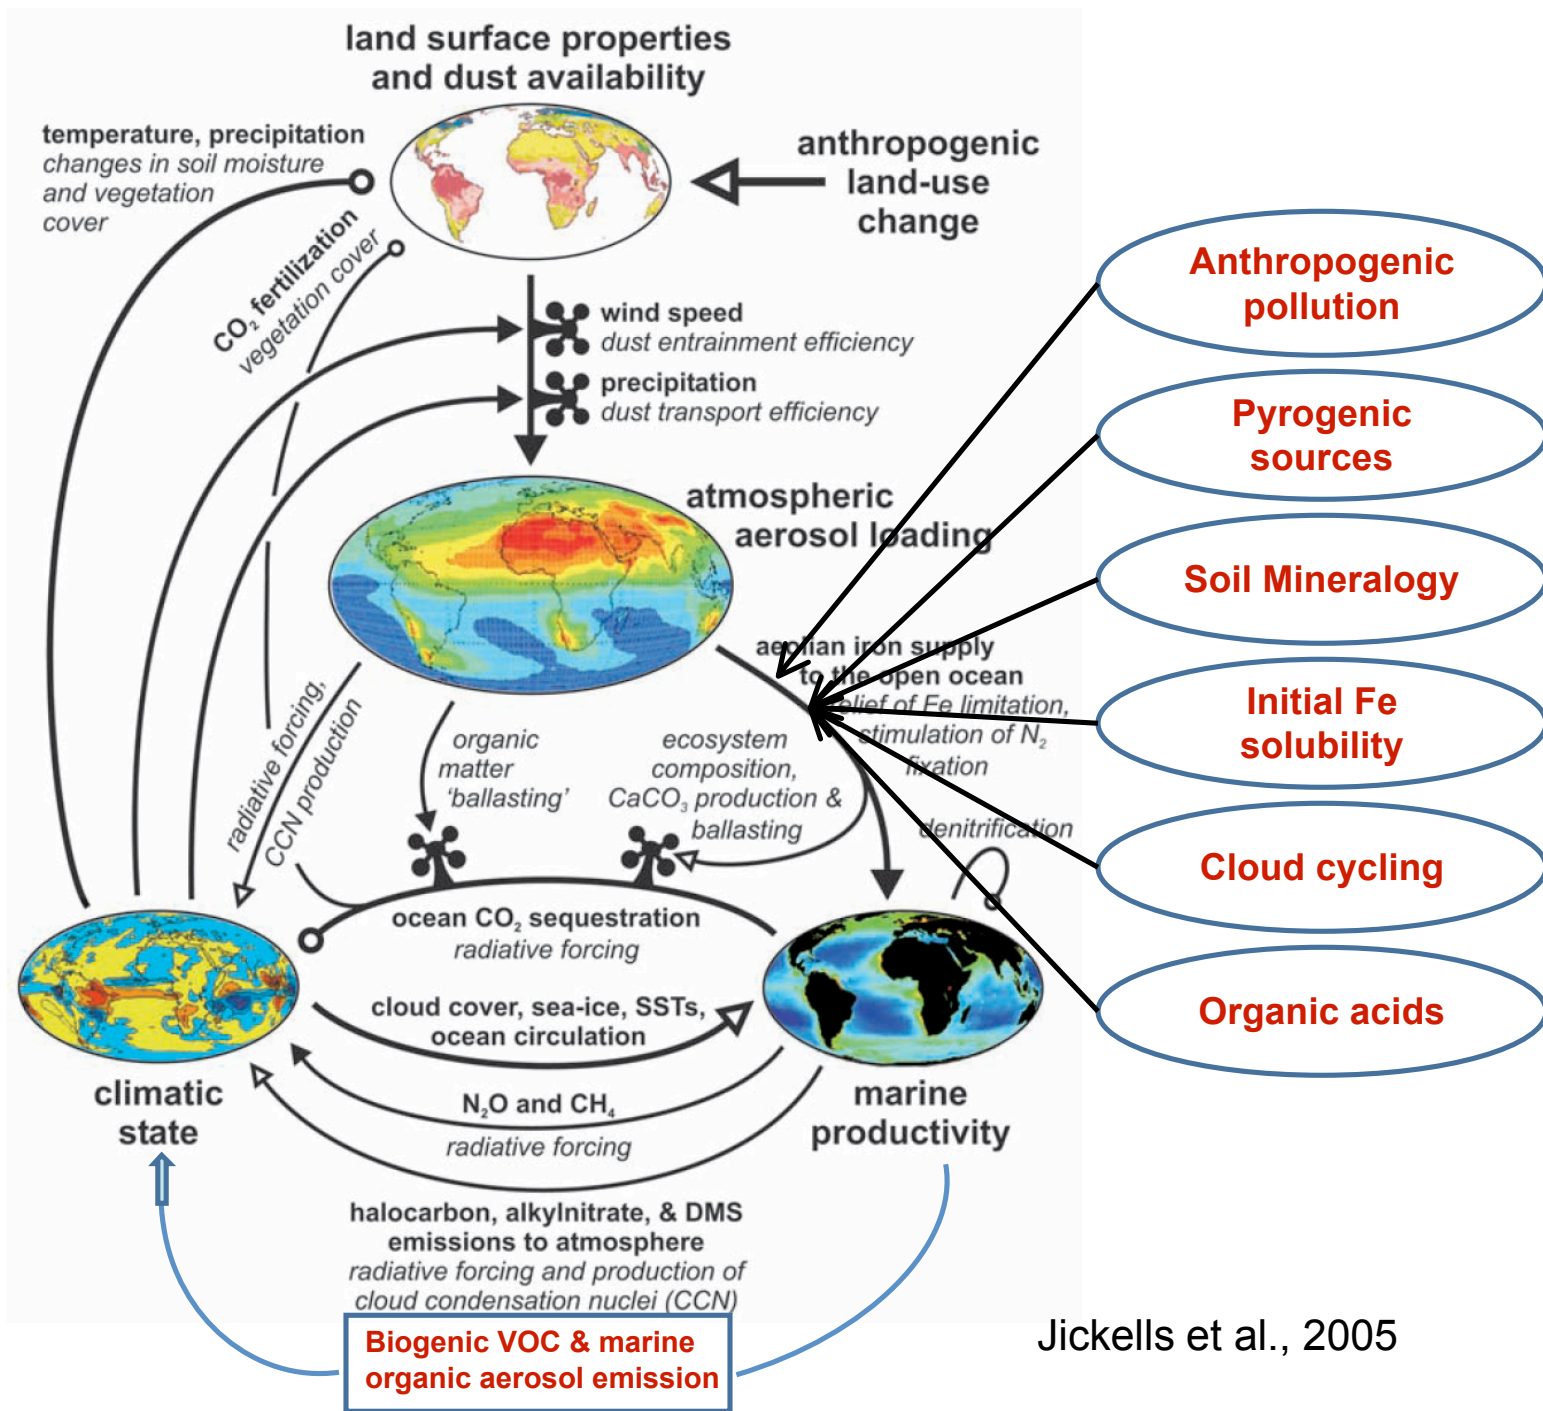 land surface properties
and dust availability
temperature, precipitation
changes in soil moisture
and vegetation
cover
anthropogenic
land-use
change
CO₂ fertilization
vegetation cover
wind speed
dust entrainment efficiency
precipitation
dust transport efficiency
atmospheric
aerosol loading
aeolian iron supply
to the open ocean
relief of Fe limitation,
stimulation of N₂
fixation
radiative forcing,
CCN production
organic
matter
‘ballasting’
ecosystem
composition,
CaCO₃ production &
ballasting
denitrification
ocean CO₂ sequestration
radiative forcing
cloud cover, sea-ice, SSTs,
ocean circulation
climatic
state
marine
productivity
N₂O and CH₄
radiative forcing
halocarbon, alkylnitrate, & DMS
emissions to atmosphere
radiative forcing and production of
cloud condensation nuclei (CCN)
Biogenic VOC & marine
organic aerosol emission
Anthropogenic
pollution
Pyrogenic
sources
Soil Mineralogy
Initial Fe
solubility
Cloud cycling
Organic acids
Jickells et al., 2005